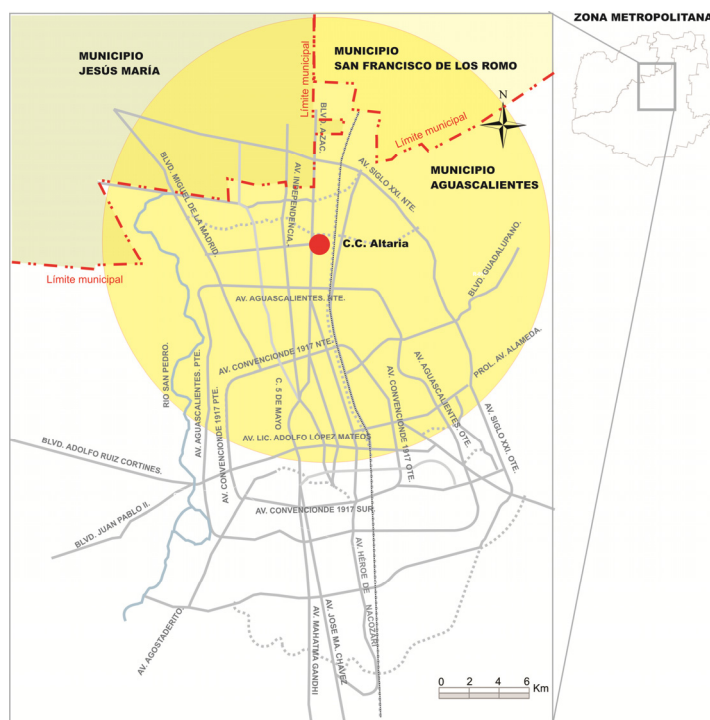 ZONA METROPOLITANA
MUNICIPIO
JESÚS MARÍA
MUNICIPIO
SAN FRANCISCO DE LOS ROMO
Límite municipal
N
MUNICIPIO
AGUASCALIENTES
BLVD. AZAC.
AV. INDEPENDENCIA.
BLVD. MIGUEL DE LA MADRID.
AV. SIGLO XXI. NTE.
Límite municipal
C.C. Altaria
BLVD. GUADALUPANO.
Límite municipal
AV. AGUASCALIENTES. NTE.
RIO SAN PEDRO.
AV. AGUASCALIENTES. PTE.
AV. CONVENCIONDE 1917 NTE.
PROL. AV. ALAMEDA.
AV. CONVENCIONDE 1917 PTE.
C. 5 DE MAYO
AV. CONVENCIONDE 1917 OTE.
AV. AGUASCALIENTES. OTE.
AV. SIGLO XXI. OTE.
AV. LIC. ADOLFO LÓPEZ MATEOS
BLVD. ADOLFO RUIZ CORTINES.
BLVD. JUAN PABLO II.
AV. CONVENCIONDE 1917 SUR.
AV. HÉROE DE NACOZARI
AV. AGOSTADERITO.
AV. MAHATMA GANDHI
AV. JOSE MA. CHAVEZ
0 2 4 6
Km